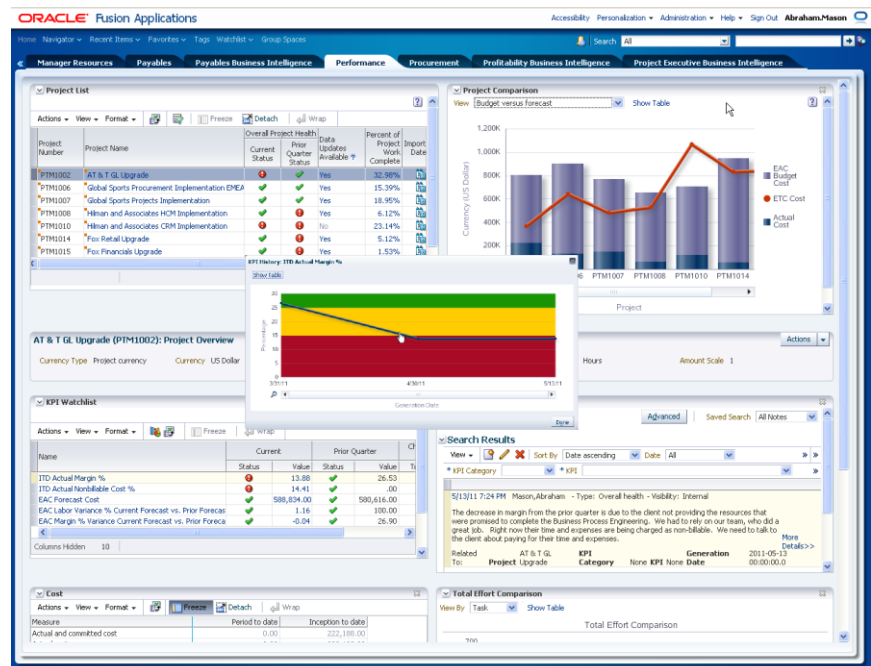 ORACLE Fusion Applications
Accessibility Personalization Administration Help Sign Out Abraham.Mason
Home Navigator Recent Items Favorites Tags Watchlist Group Spaces
Search All
Manager Resources Payables Payables Business Intelligence Performance Procurement Profitability Business Intelligence Project Executive Business Intelligence
Project List
Actions View Format Freeze Detach Wrap
Project Number Project Name Overall Project Health Current Status Prior Quarter Status Data Updates Available ? Percent of Project Work Complete Import Date
PTM1002 AT & T GL Upgrade Yes 32.98%
PTM1006 Global Sports Procurement Implementation EMEA Yes 15.39%
PTM1007 Global Sports Projects Implementation Yes 18.95%
PTM1008 Hilman and Associates HCM Implementation Yes 6.12%
PTM1010 Hilman and Associates CRM Implementation No 23.14%
PTM1014 Fox Retail Upgrade Yes 5.12%
PTM1015 Fox Financials Upgrade Yes 1.53%
Project Comparison
View Budget versus forecast Show Table
Currency (US Dollar)
1,200K
1,000K
800K
600K
400K
200K
EAC Budget Cost
ETC Cost
Actual Cost
PTM1007 PTM1008 PTM1010 PTM1014
Project
KPI History: ITD Actual Margin %
Show Table
Percentage
30
25
20
15
10
5
0
3/31/11 4/30/11 5/13/11
Generation Date
Done
AT & T GL Upgrade (PTM1002): Project Overview
Actions
Currency Type Project currency Currency US Dollar
Hours Amount Scale 1
KPI Watchlist
Actions View Format Freeze Wrap
Name Current Prior Quarter
Status Value Status Value
ITD Actual Margin % 13.88 26.53
ITD Actual Nonbillable Cost % 14.41 .00
EAC Forecast Cost 588,834.00 580,616.00
EAC Labor Variance % Current Forecast vs. Prior Forecas 1.16 100.00
EAC Margin % Variance Current Forecast vs. Prior Foreca -0.04 26.90
Columns Hidden 10
Advanced Saved Search All Notes
Search Results
View Sort By Date ascending Date All
* KPI Category * KPI
5/13/11 7:24 PM Mason,Abraham - Type: Overall health - Visibility: Internal
The decrease in margin from the prior quarter is due to the client not providing the resources that
were promised to complete the Business Process Engineering. We had to rely on our team, who did a
great job. Right now their time and expenses are being charged as non-billable. We need to talk to
the client about paying for their time and expenses.
More Details>>
Related To: Project AT & T GL Upgrade KPI Category None KPI None Generation Date 2011-05-13 00:00:00.0
Cost
Actions View Format Freeze Detach Wrap
Measure Period to date Inception to date
Actual and committed cost 0.00 222,188.00
Total Effort Comparison
View By Task Show Table
Total Effort Comparison
700